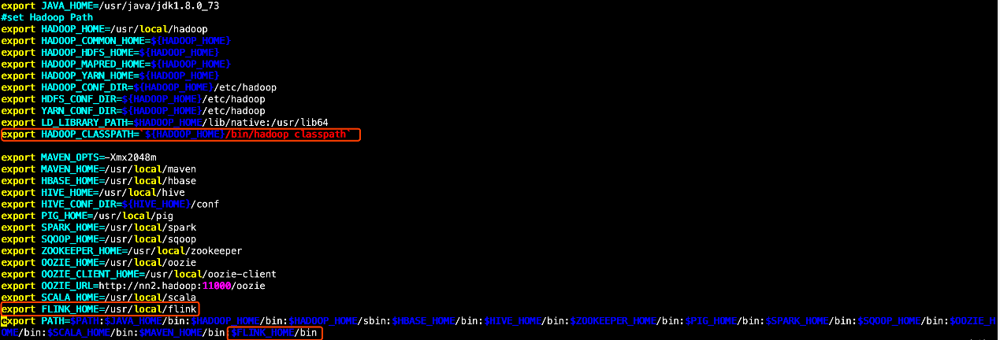 export JAVA_HOME=/usr/java/jdk1.8.0_73
#set Hadoop Path
export HADOOP_HOME=/usr/local/hadoop
export HADOOP_COMMON_HOME=${HADOOP_HOME}
export HADOOP_HDFS_HOME=${HADOOP_HOME}
export HADOOP_MAPRED_HOME=${HADOOP_HOME}
export HADOOP_YARN_HOME=${HADOOP_HOME}
export HADOOP_CONF_DIR=${HADOOP_HOME}/etc/hadoop
export HDFS_CONF_DIR=${HADOOP_HOME}/etc/hadoop
export YARN_CONF_DIR=${HADOOP_HOME}/etc/hadoop
export LD_LIBRARY_PATH=$HADOOP_HOME/lib/native:/usr/lib64
export HADOOP_CLASSPATH=`${HADOOP_HOME}/bin/hadoop classpath`
export MAVEN_OPTS=-Xmx2048m
export MAVEN_HOME=/usr/local/maven
export HBASE_HOME=/usr/local/hbase
export HIVE_HOME=/usr/local/hive
export HIVE_CONF_DIR=${HIVE_HOME}/conf
export PIG_HOME=/usr/local/pig
export SPARK_HOME=/usr/local/spark
export SQOOP_HOME=/usr/local/sqoop
export ZOOKEEPER_HOME=/usr/local/zookeeper
export OOZIE_HOME=/usr/local/oozie
export OOZIE_CLIENT_HOME=/usr/local/oozie-client
export OOZIE_URL=http://nn2.hadoop:11000/oozie
export SCALA_HOME=/usr/local/scala
export FLINK_HOME=/usr/local/flink
export PATH=$PATH:$JAVA_HOME/bin:$HADOOP_HOME/bin:$HADOOP_HOME/sbin:$HBASE_HOME/bin:$HIVE_HOME/bin:$ZOOKEEPER_HOME/bin:$PIG_HOME/bin:$SPARK_HOME/bin:$SQOOP_HOME/bin:$OOZIE_H
OME/bin:$SCALA_HOME/bin:$MAVEN_HOME/bin:$FLINK_HOME/bin